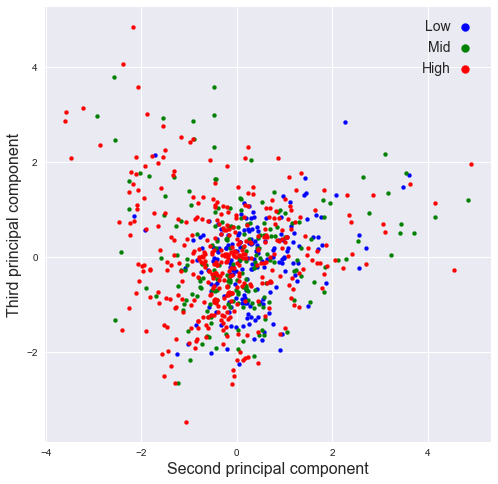 Low
Mid
High
4
2
0
−2
−4
−2
0
2
4
Third principal component
Second principal component